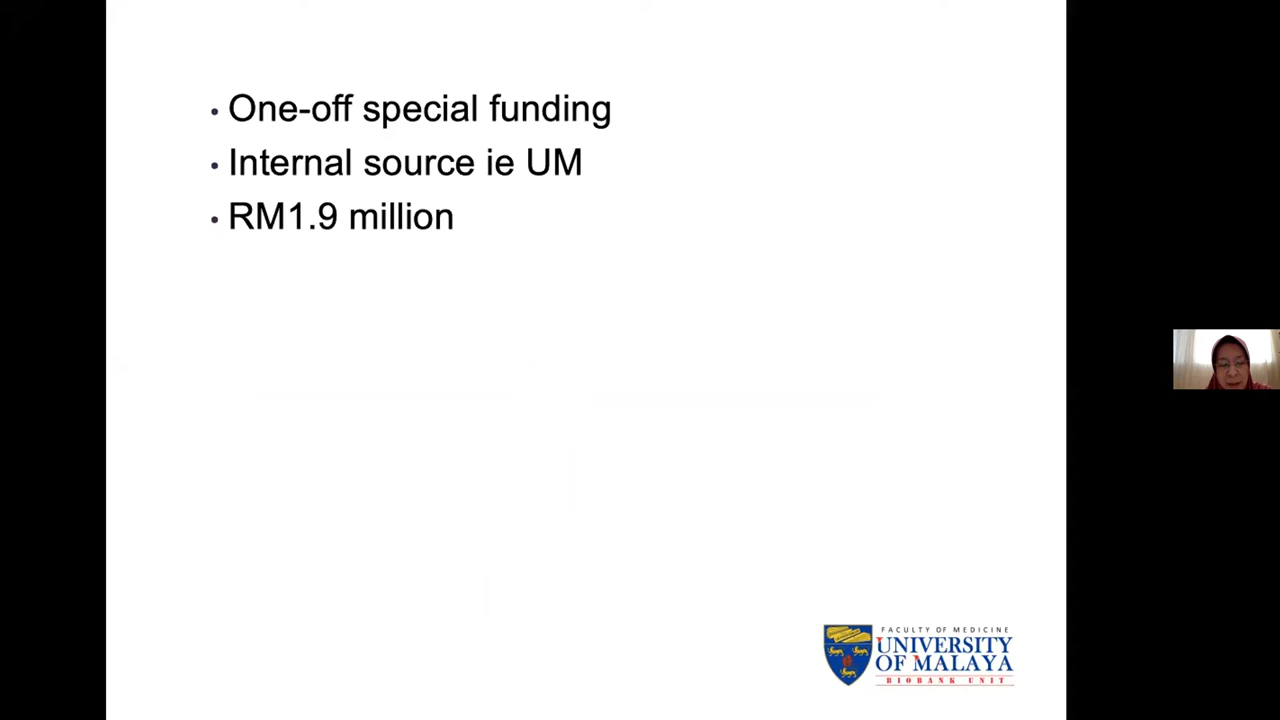 • One-off special funding
• Internal source ie UM
• RM1.9 million
FACULTY OF MEDICINE
UNIVERSITY
OF MALAYA
BIOBANK UNIT